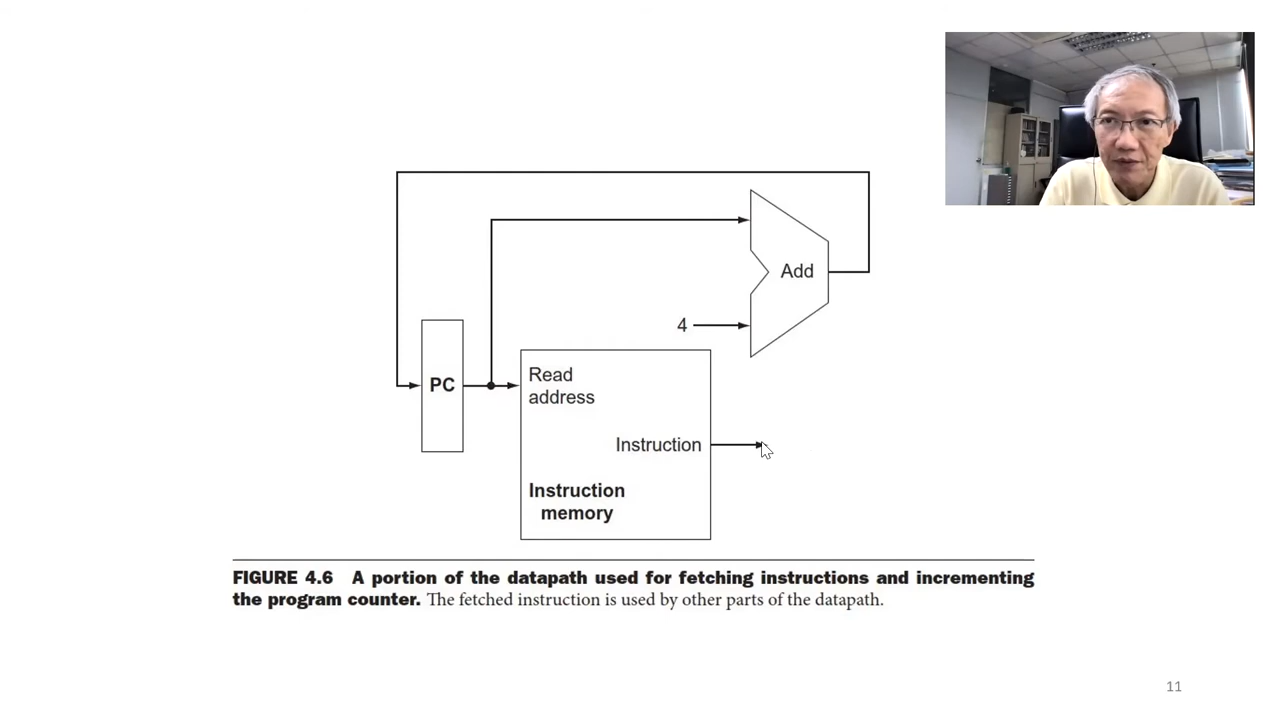 Add
4
PC
Read
address
Instruction
Instruction
memory
FIGURE 4.6 A portion of the datapath used for fetching instructions and incrementing
the program counter. The fetched instruction is used by other parts of the datapath.
11